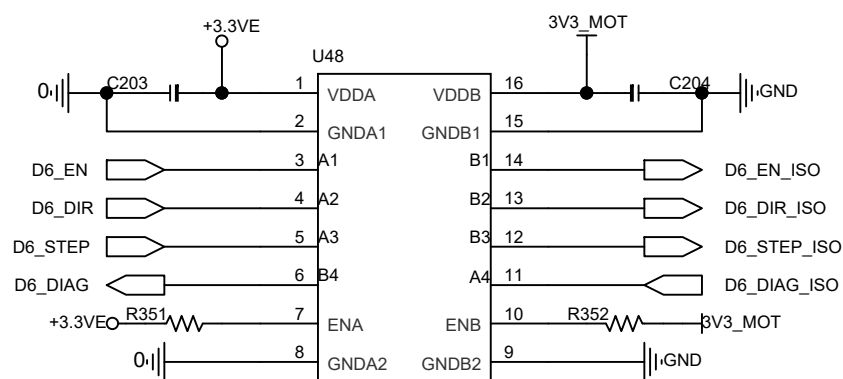 +3.3VE
3V3_MOT
U48
0
C203
1
VDDA
VDDB
16
C204
GND
2
GNDA1
GNDB1
15
D6_EN
3
A1
B1
14
D6_EN_ISO
D6_DIR
4
A2
B2
13
D6_DIR_ISO
D6_STEP
5
A3
B3
12
D6_STEP_ISO
D6_DIAG
6
B4
A4
11
D6_DIAG_ISO
+3.3VE
R351
7
ENA
ENB
10
R352
3V3_MOT
0
8
GNDA2
GNDB2
9
GND